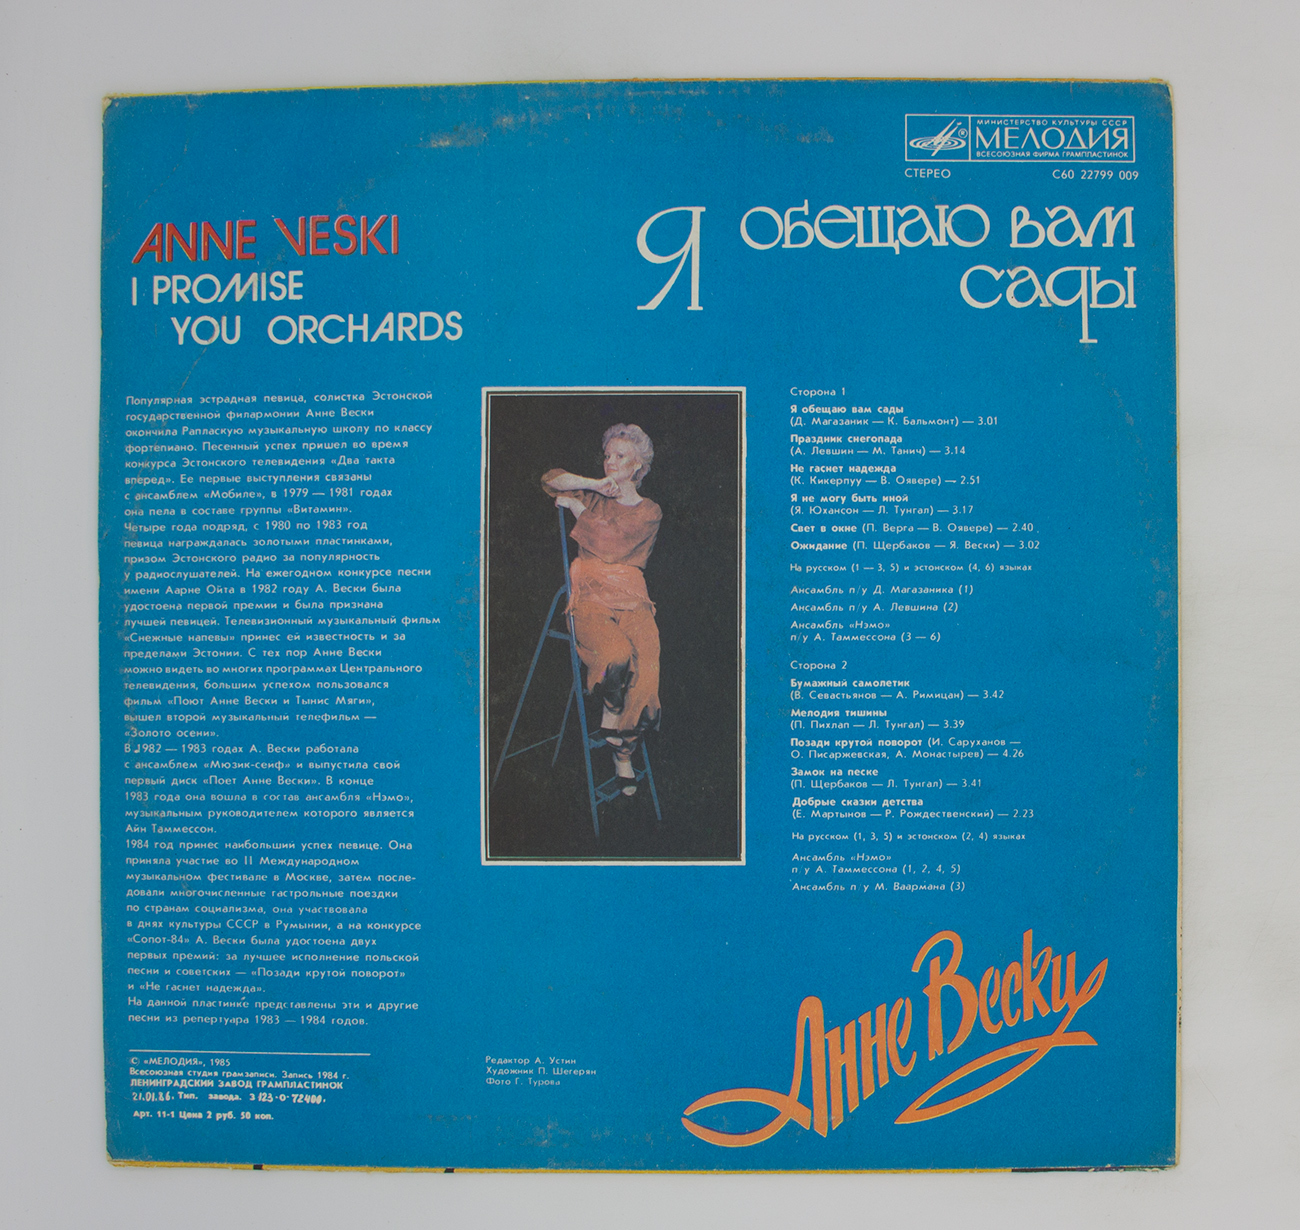 МИНИСТЕРСТВО КУЛЬТУРЫ СССР
МЕЛОДИЯ
ВСЕСОЮЗНАЯ ФИРМА ГРАМПЛАСТИНОК
СТЕРЕО С60 22799 009
ANNE VESKI
I PROMISE
YOU ORCHARDS
Я ОБЕЩАЮ ВАМ
САДЫ
Популярная эстрадная певица, солистка Эстонской
государственной филармонии Анне Вески
окончила Рапласкую музыкальную школу по классу
фортепиано. Песенный успех пришел во время
конкурса Эстонского телевидения «Два такта
вперед». Ее первые выступления связаны
с ансамблем «Мобиле», в 1979 — 1981 годах
она пела в составе группы «Витамин».
Четыре года подряд, с 1980 по 1983 год
певица награждалась золотыми пластинками,
призом Эстонского радио за популярность
у радиослушателей. На ежегодном конкурсе песни
имени Аарне Ойта в 1982 году А. Вески была
удостоена первой премии и была признана
лучшей певицей. Телевизионный музыкальный фильм
«Снежные напевы» принес ей известность и за
пределами Эстонии. С тех пор Анне Вески
можно видеть во многих программах Центрального
телевидения, большим успехом пользовался
фильм «Поют Анне Вески и Тынис Мяги»,
вышел второй музыкальный телефильм —
«Золото осени».
В 1982 — 1983 годах А. Вески работала
с ансамблем «Мюзик-сейф» и выпустила свой
первый диск «Поет Анне Вески». В конце
1983 года она вошла в состав ансамбля «Нэмо»,
музыкальным руководителем которого является
Айн Таммессон.
1984 год принес наибольший успех певице. Она
приняла участие во II Международном
музыкальном фестивале в Москве, затем после-
довали многочисленные гастрольные поездки
по странам социализма, она участвовала
в днях культуры СССР в Румынии, а на конкурсе
«Сопот-84» А. Вески была удостоена двух
первых премий: за лучшее исполнение польской
песни и советских — «Позади крутой поворот»
и «Не гаснет надежда».
На данной пластинке представлены эти и другие
песни из репертуара 1983 — 1984 годов.
© «МЕЛОДИЯ», 1985
Всесоюзная студия грамзаписи. Запись 1984 г.
ЛЕНИНГРАДСКИЙ ЗАВОД ГРАМПЛАСТИНОК
21.01.86. Тип. завода. З 123-0-72400.
Арт. 11-1 Цена 2 руб. 50 коп.
Редактор А. Устин
Художник П. Шегерян
Фото Г. Турова
Сторона 1
Я обещаю вам сады
(Д. Магазаник — К. Бальмонт) — 3.01
Праздник снегопада
(А. Левшин — М. Танич) — 3.14
Не гаснет надежда
(К. Кикерпуу — В. Оявере) — 2.51
Я не могу быть иной
(Я. Юхансон — Л. Тунгал) — 3.17
Свет в окне (П. Верга — В. Оявере) — 2.40
Ожидание (П. Щербаков — Я. Вески) — 3.02
На русском (1 — 3, 5) и эстонском (4, 6) языках
Ансамбль п/у Д. Магазаника (1)
Ансамбль п/у А. Левшина (2)
Ансамбль «Нэмо»
п/у А. Таммессона (3 — 6)
Сторона 2
Бумажный самолетик
(В. Севастьянов — А. Римицан) — 3.42
Мелодия тишины
(П. Пихлап — Л. Тунгал) — 3.39
Позади крутой поворот (И. Саруханов —
О. Писаржевская, А. Монастырев) — 4.26
Замок на песке
(П. Щербаков — Л. Тунгал) — 3.41
Добрые сказки детства
(Е. Мартынов — Р. Рождественский) — 2.23
На русском (1, 3, 5) и эстонском (2, 4) языках
Ансамбль «Нэмо»
п/у А. Таммессона (1, 2, 4, 5)
Ансамбль п/у М. Ваармана (3)
Анне Вески